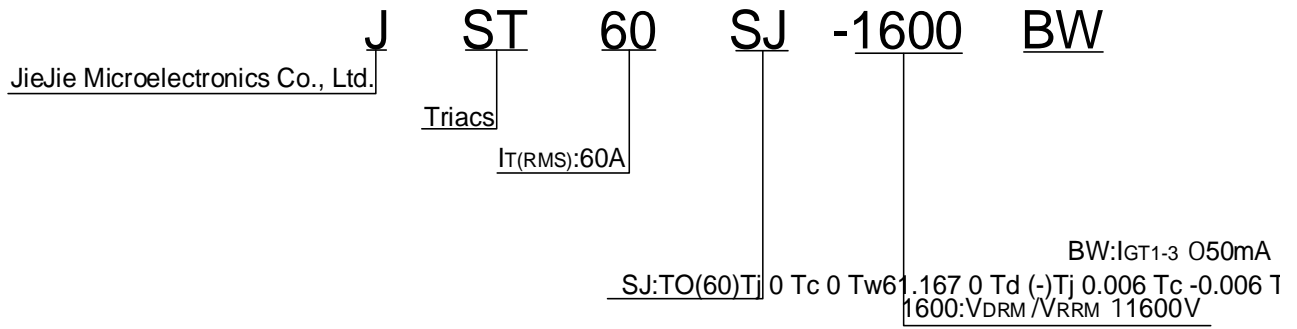 J ST 60 SJ -1600 BW
JieJie Microelectronics Co., Ltd.
Triacs
IT(RMS):60A
BW:IGT1-3 O50mA
SJ:TO(60)Tj 0 Tc 0 Tw61.167 0 Td (-)Tj 0.006 Tc -0.006 T
1600:VDRM /VRRM 11600V